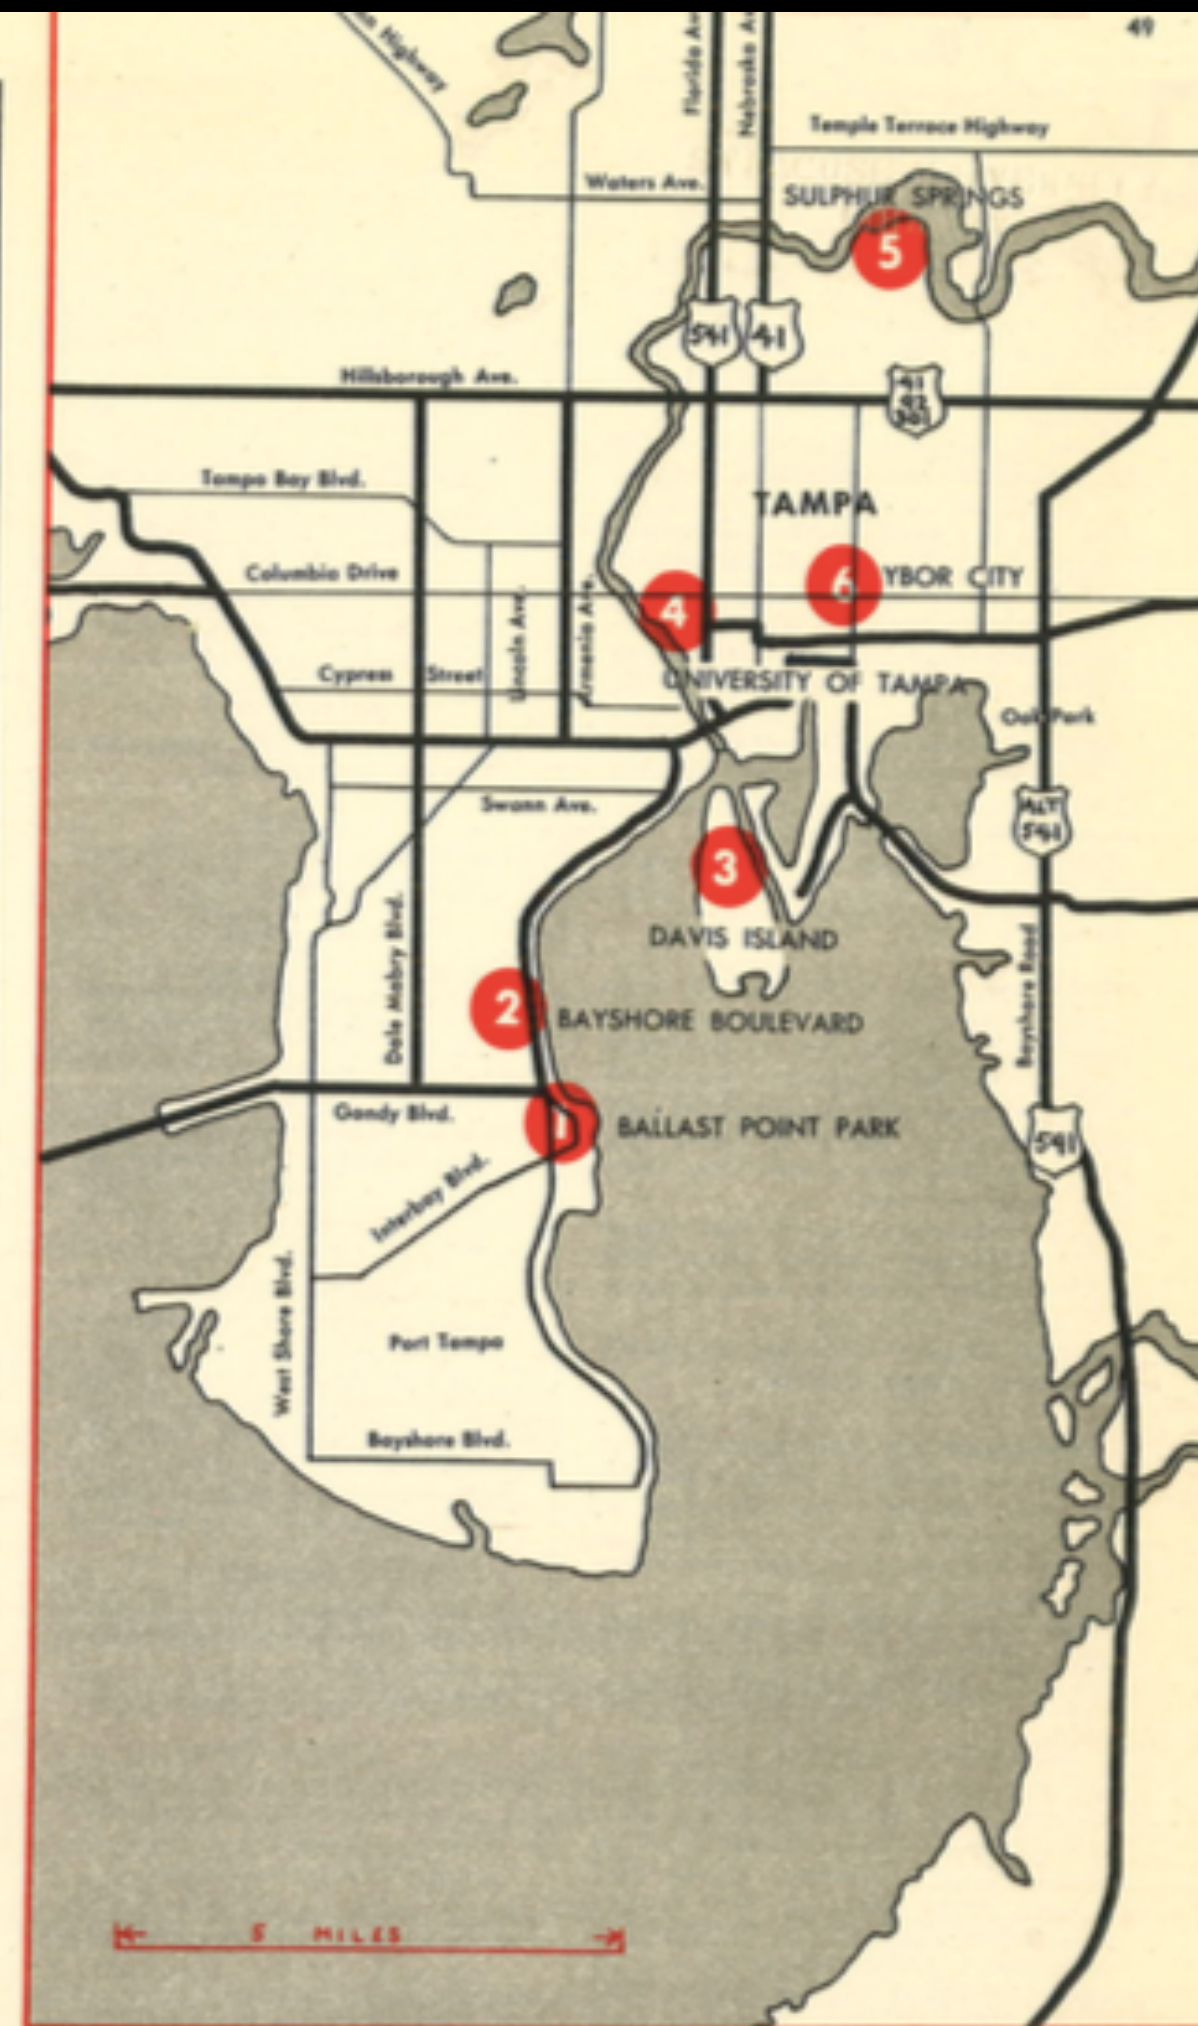 49
Highway
Florida Av
Nebraska Av
Temple Terrace Highway
Waters Ave.
SULPHUR SPRINGS
5
541
41
Hillsborough Ave.
41
92
301
Tampa Bay Blvd.
TAMPA
Columbia Drive
6
YBOR CITY
4
Lincoln Ave.
Armenia Ave.
Cypress Street
UNIVERSITY OF TAMPA
Oak Park
Swann Ave.
ALT
541
3
DAVIS ISLAND
Dale Mabry Blvd.
2
BAYSHORE BOULEVARD
Bayshore Road
Gandy Blvd.
1
BALLAST POINT PARK
541
Interbay Blvd.
West Shore Blvd.
Port Tampa
Bayshore Blvd.
5 MILES